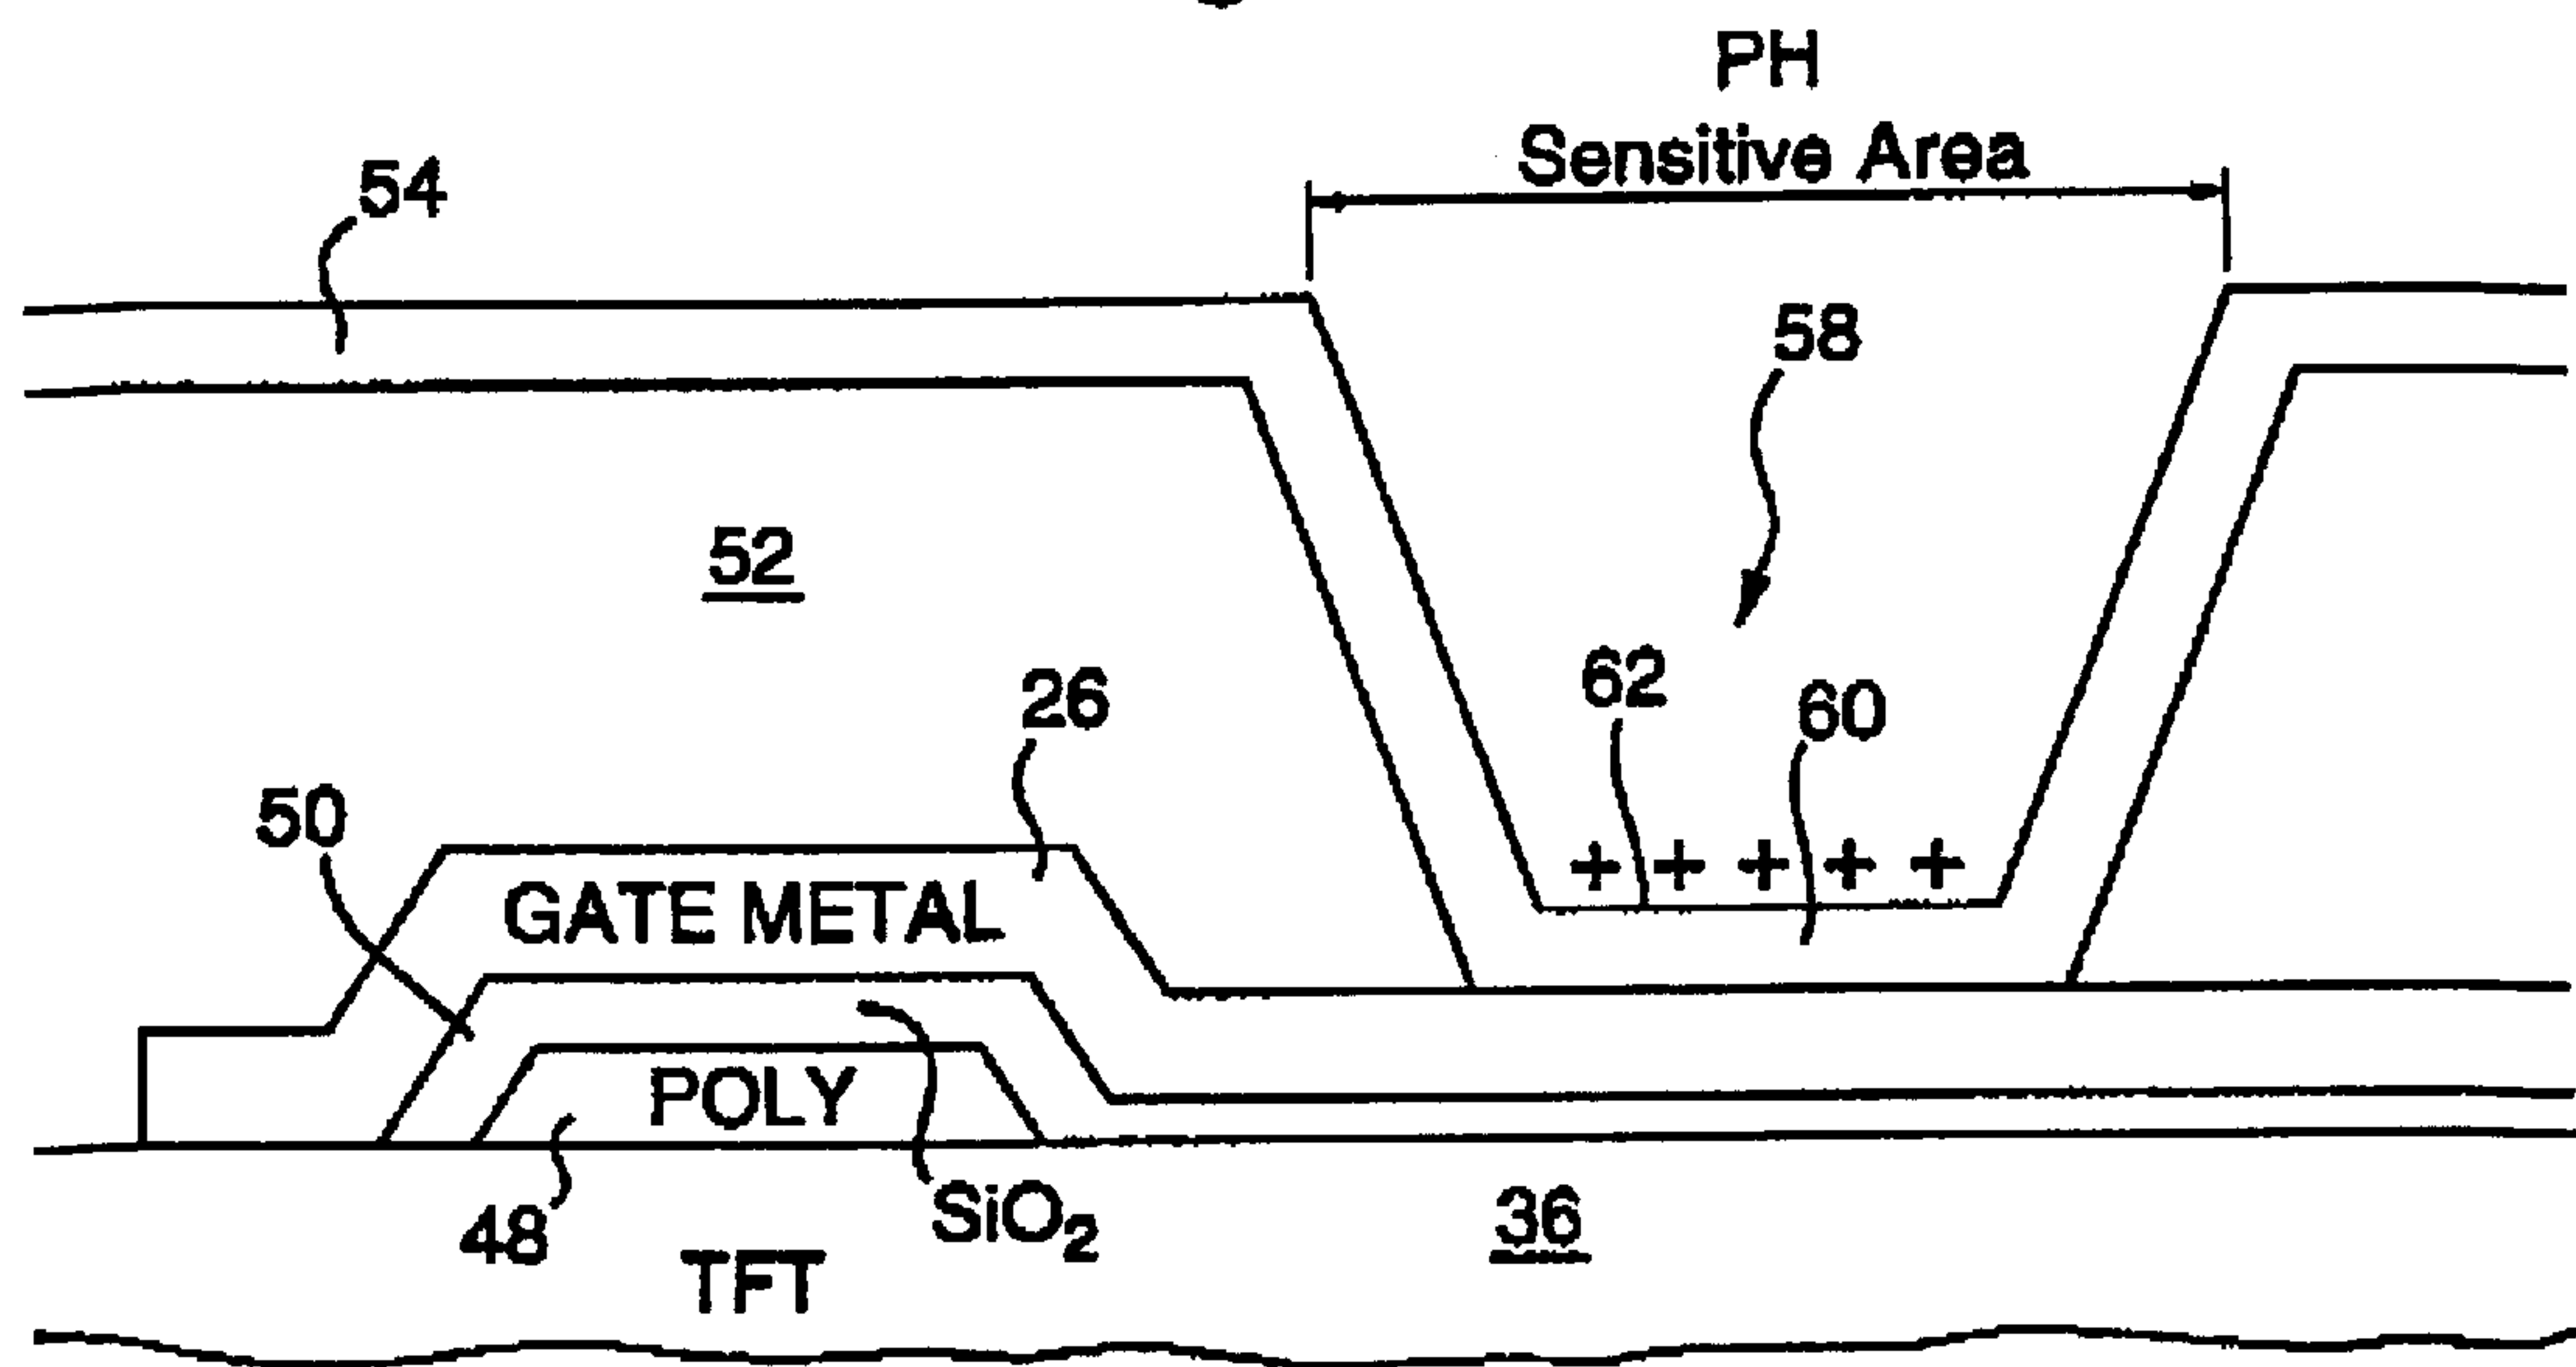 PH
Sensitive Area
54
58
52
62
60
26
50
GATE METAL
POLY
48
SiO₂
36
TFT
+ + + + +